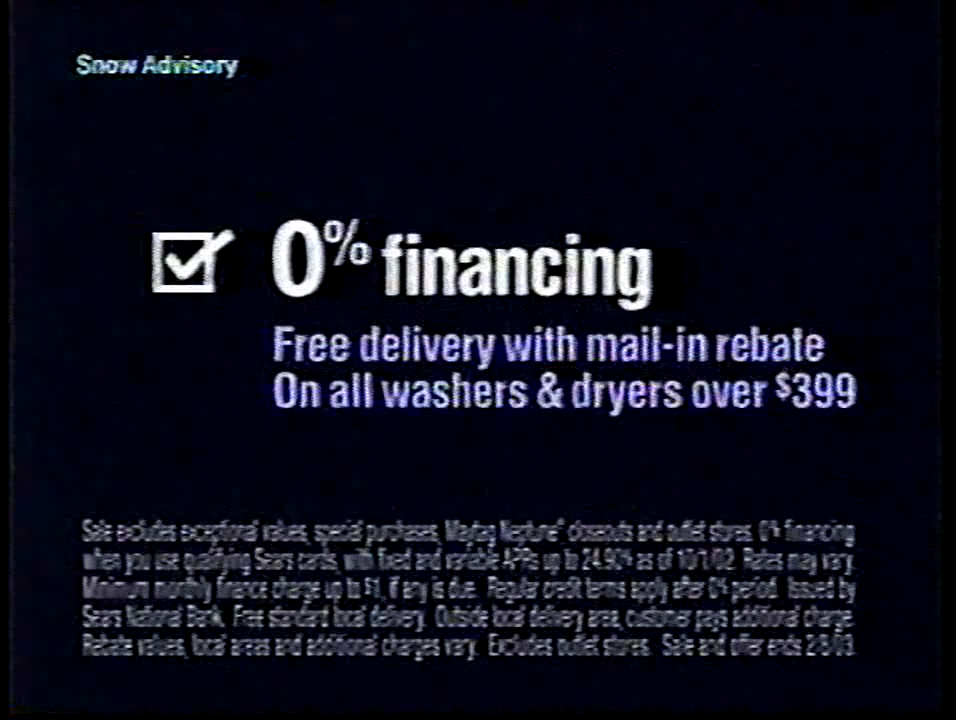 Snow Advisory
0% financing
Free delivery with mail-in rebate
On all washers & dryers over $399
Sale excludes exceptional values, special purchases, Maytag Neptune® closeouts and outlet stores. 0% financing
when you use qualifying Sears cards, with fixed and variable APRs up to 24.90% as of 10/1/02. Rates may vary.
Minimum monthly finance charge up to $1, if any is due. Regular credit terms apply after 0% period. Issued by
Sears National Bank. Free standard local delivery. Outside local delivery area, customer pays additional charge.
Rebate values, local areas and additional charges vary. Excludes outlet stores. Sale and offer ends 2/8/03.